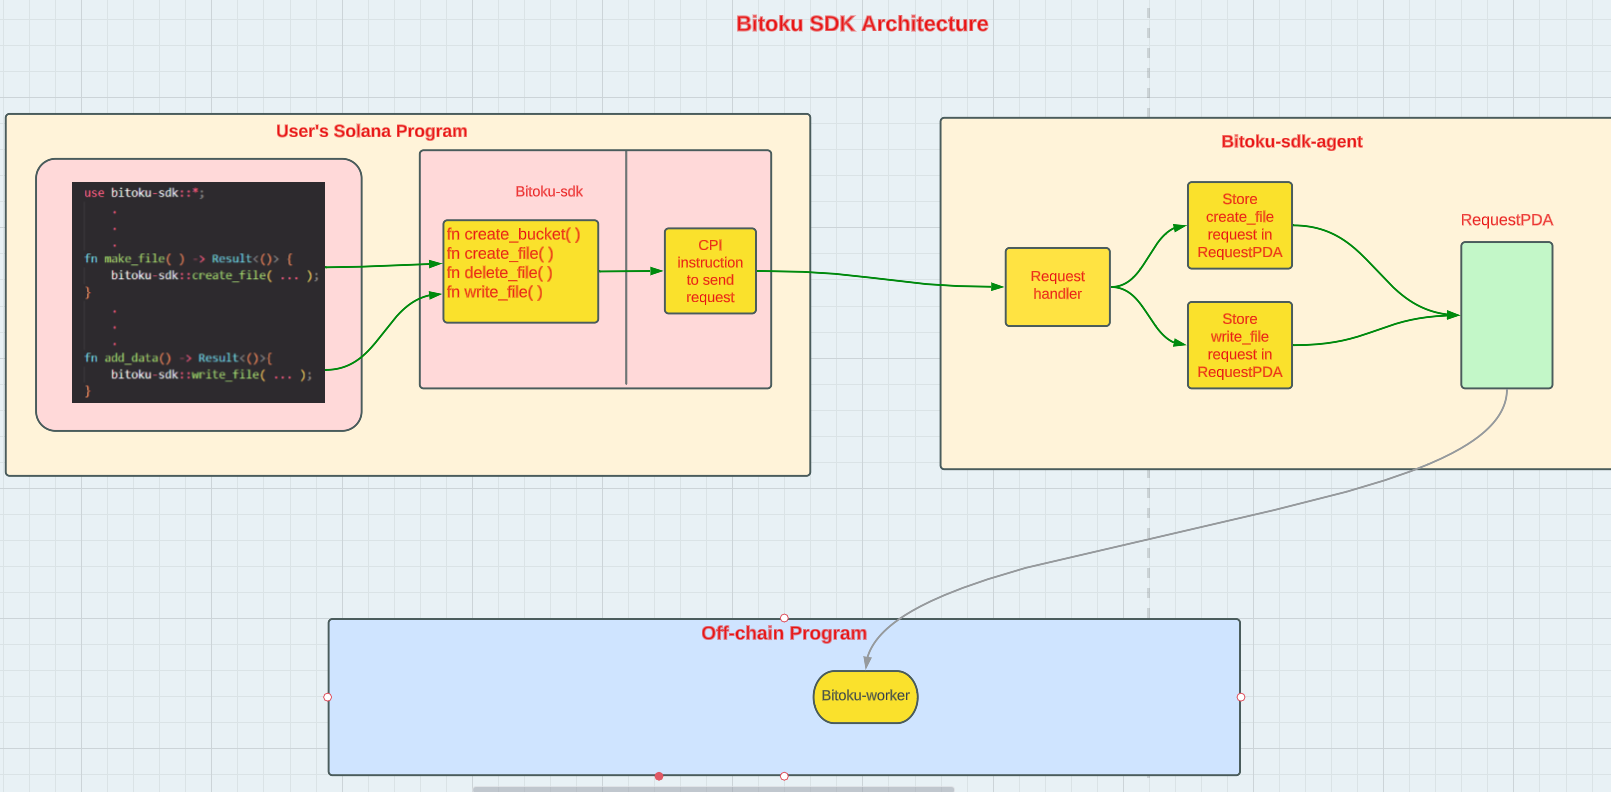 Bitoku SDK Architecture
User's Solana Program
use bitoku-sdk::*;
.
.
.
fn make_file( ) -> Result<()> {
bitoku-sdk::create_file( ... );
}
.
.
.
fn add_data() -> Result<()>{
bitoku-sdk::write_file( ... );
}
Bitoku-sdk
fn create_bucket( )
fn create_file( )
fn delete_file( )
fn write_file( )
CPI
instruction
to send
request
Bitoku-sdk-agent
Request
handler
Store
create_file
request in
RequestPDA
Store
write_file
request in
RequestPDA
RequestPDA
Off-chain Program
Bitoku-worker